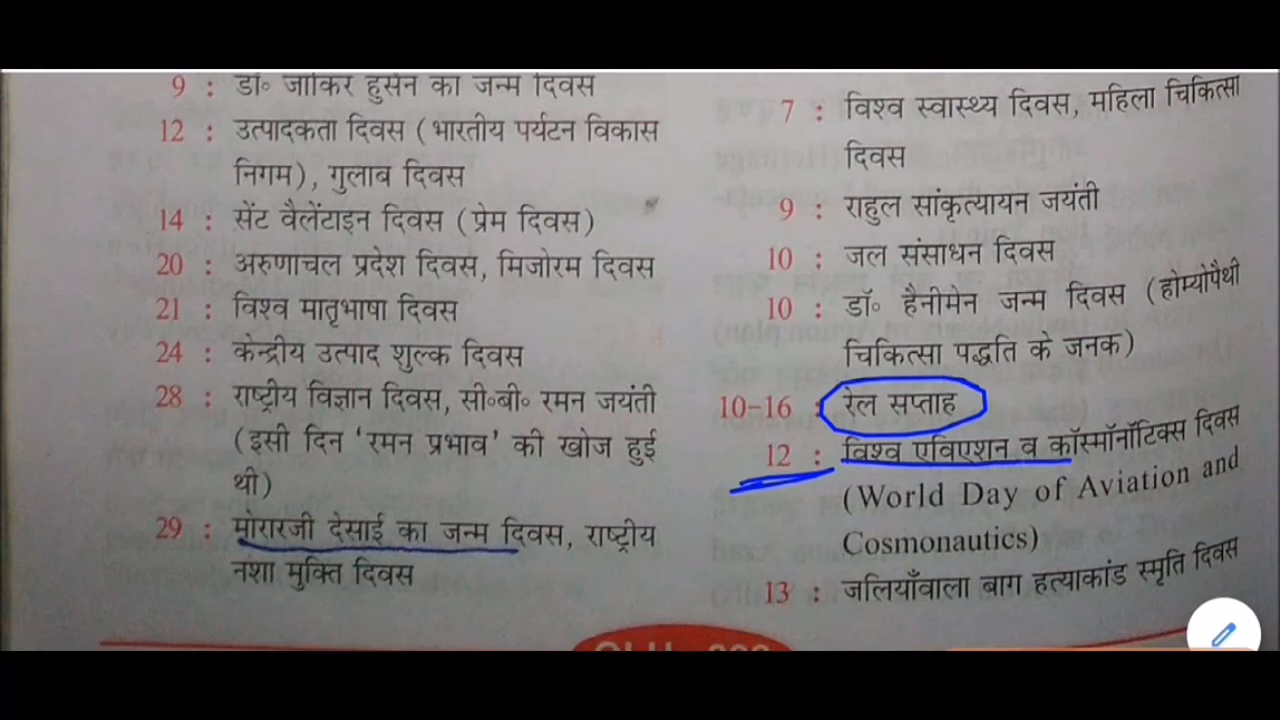 9 : डॉ॰ जाकिर हुसेन का जन्म दिवस
12 : उत्पादकता दिवस (भारतीय पर्यटन विकास
निगम), गुलाब दिवस
14 : सेंट वैलेंटाइन दिवस (प्रेम दिवस)
20 : अरुणाचल प्रदेश दिवस, मिजोरम दिवस
21 : विश्व मातृभाषा दिवस
24 : केन्द्रीय उत्पाद शुल्क दिवस
28 : राष्ट्रीय विज्ञान दिवस, सी॰बी॰ रमन जयंती
(इसी दिन ‘रमन प्रभाव’ की खोज हुई
थी)
29 : मोरारजी देसाई का जन्म दिवस, राष्ट्रीय
नशा मुक्ति दिवस
7 : विश्व स्वास्थ्य दिवस, महिला चिकित्सा
दिवस
9 : राहुल सांकृत्यायन जयंती
10 : जल संसाधन दिवस
10 : डॉ॰ हैनीमेन जन्म दिवस (होम्योपैथी
चिकित्सा पद्धति के जनक)
10-16 : रेल सप्ताह
12 : विश्व एविएशन व कॉस्मॉनॉटिक्स दिवस
(World Day of Aviation and
Cosmonautics)
13 : जलियाँवाला बाग हत्याकांड स्मृति दिवस